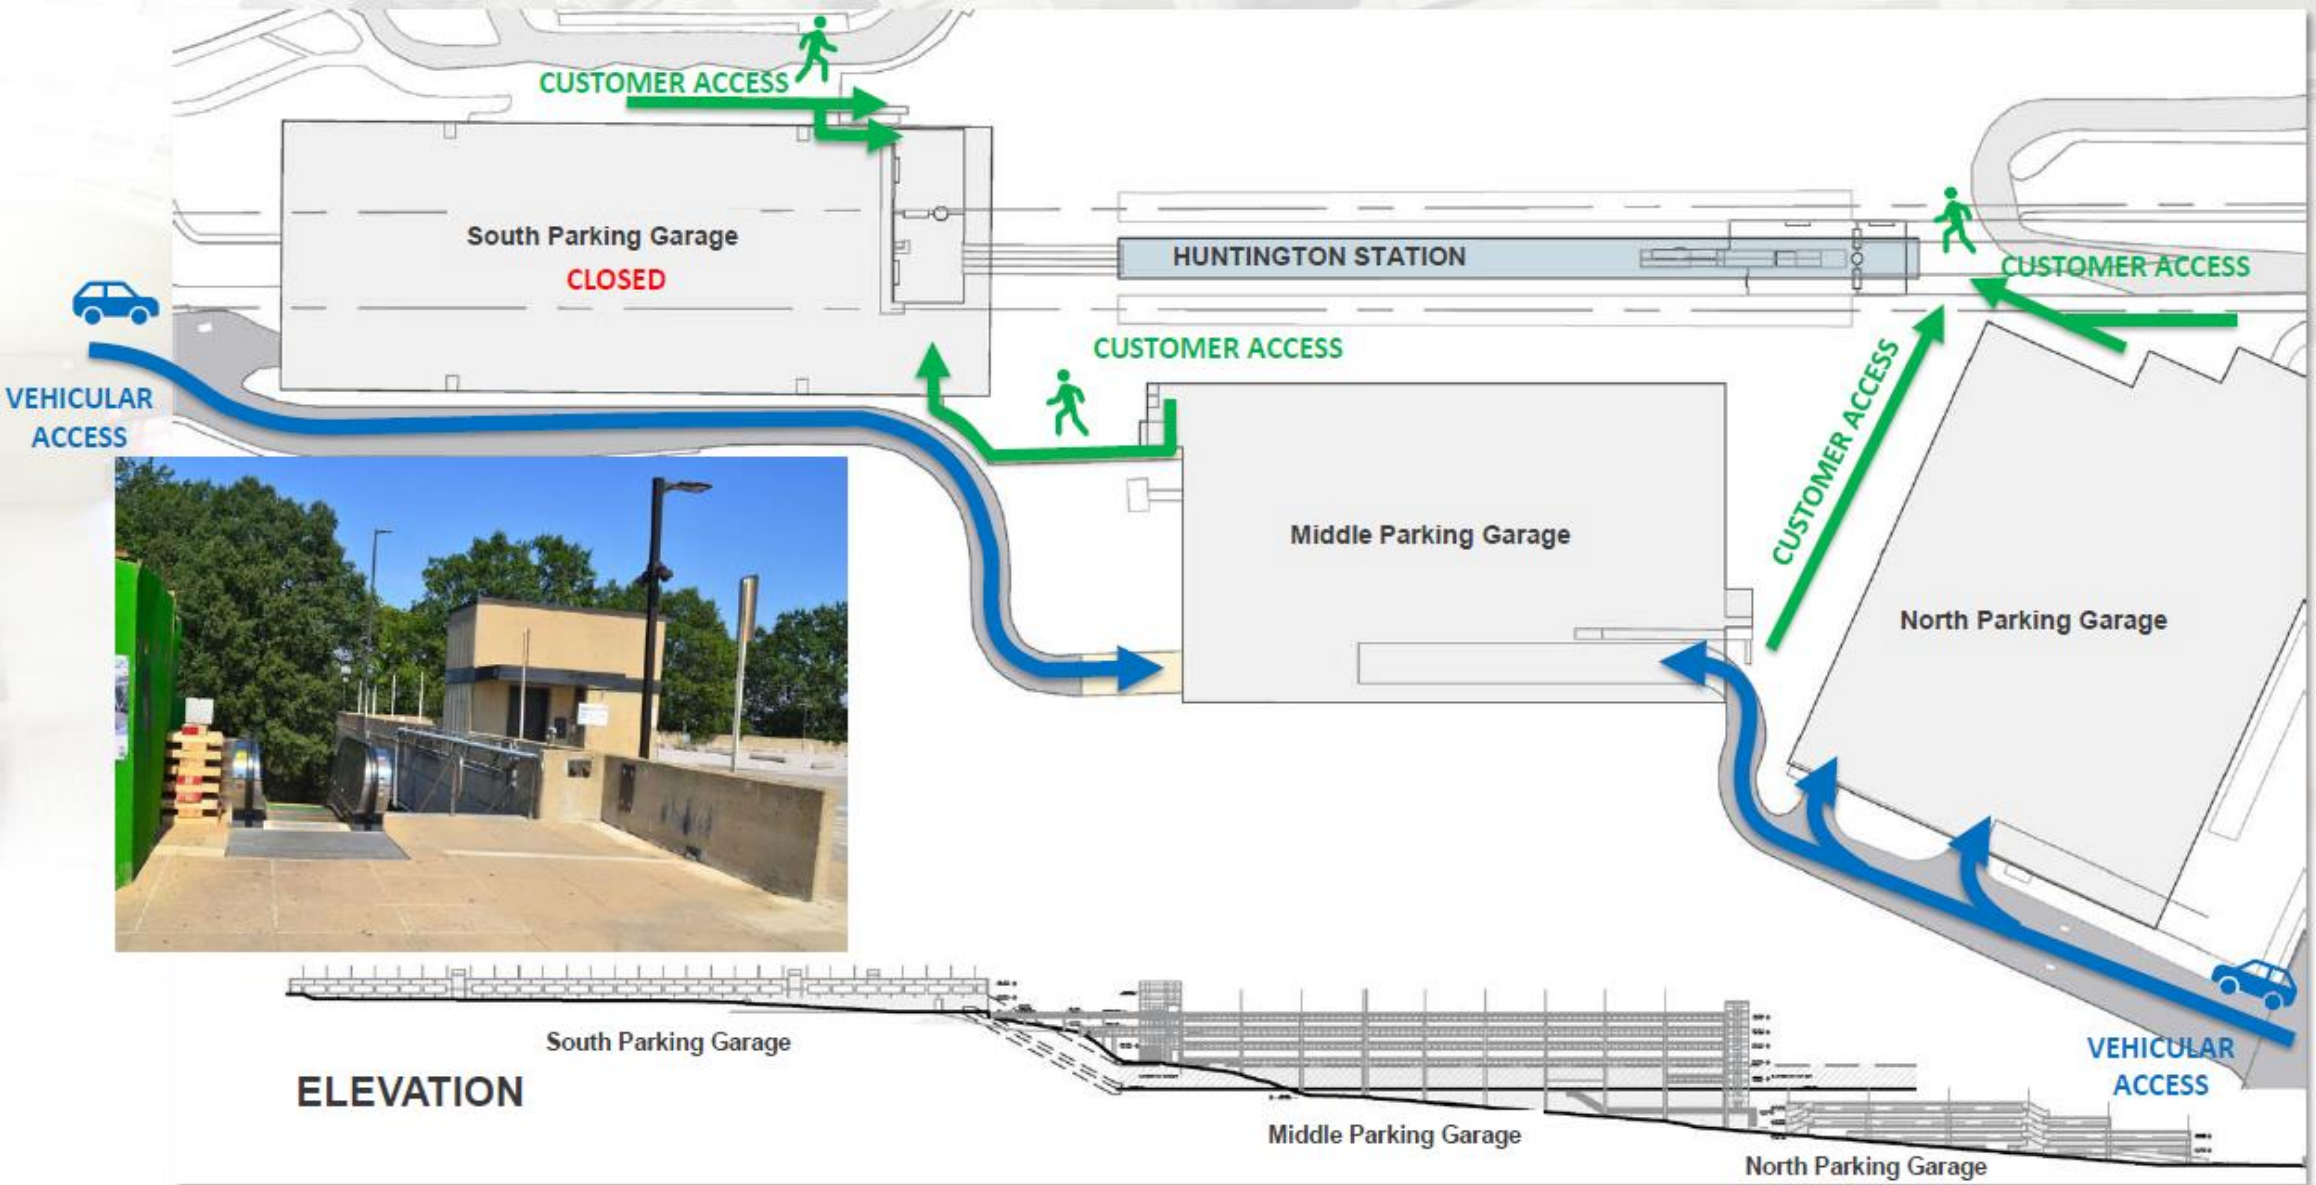 CUSTOMER ACCESS
South Parking Garage
CLOSED
HUNTINGTON STATION
CUSTOMER ACCESS
CUSTOMER ACCESS
CUSTOMER ACCESS
VEHICULAR
ACCESS
Middle Parking Garage
North Parking Garage
South Parking Garage
ELEVATION
VEHICULAR
ACCESS
Middle Parking Garage
North Parking Garage